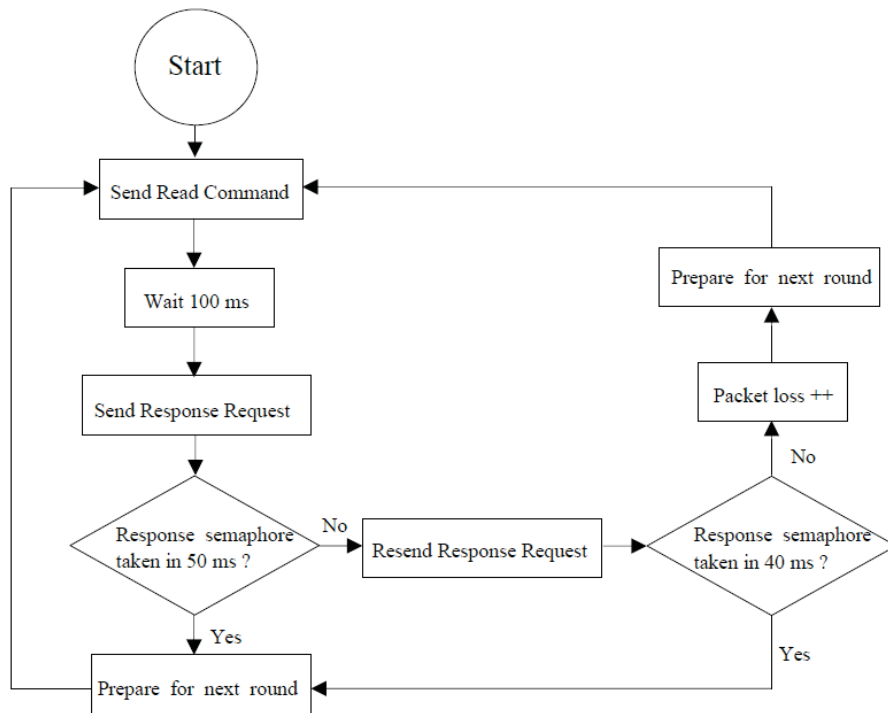 Start
Send Read Command
Wait 100 ms
Send Response Request
Response semaphore
taken in 50 ms ?
No
Yes
Prepare for next round
Resend Response Request
Response semaphore
taken in 40 ms ?
No
Yes
Packet loss ++
Prepare for next round